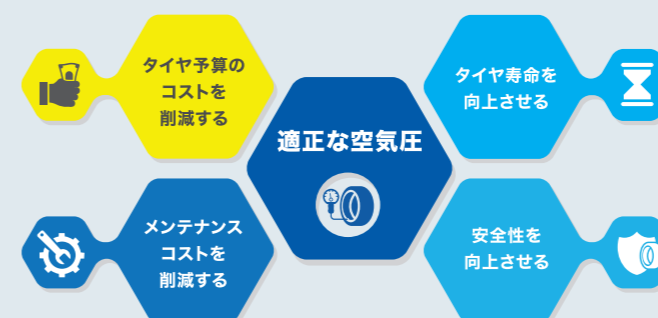 タイヤ予算の
コストを
削減する
タイヤ寿命を
向上させる
適正な空気圧
メンテナンス
コストを
削減する
安全性を
向上させる